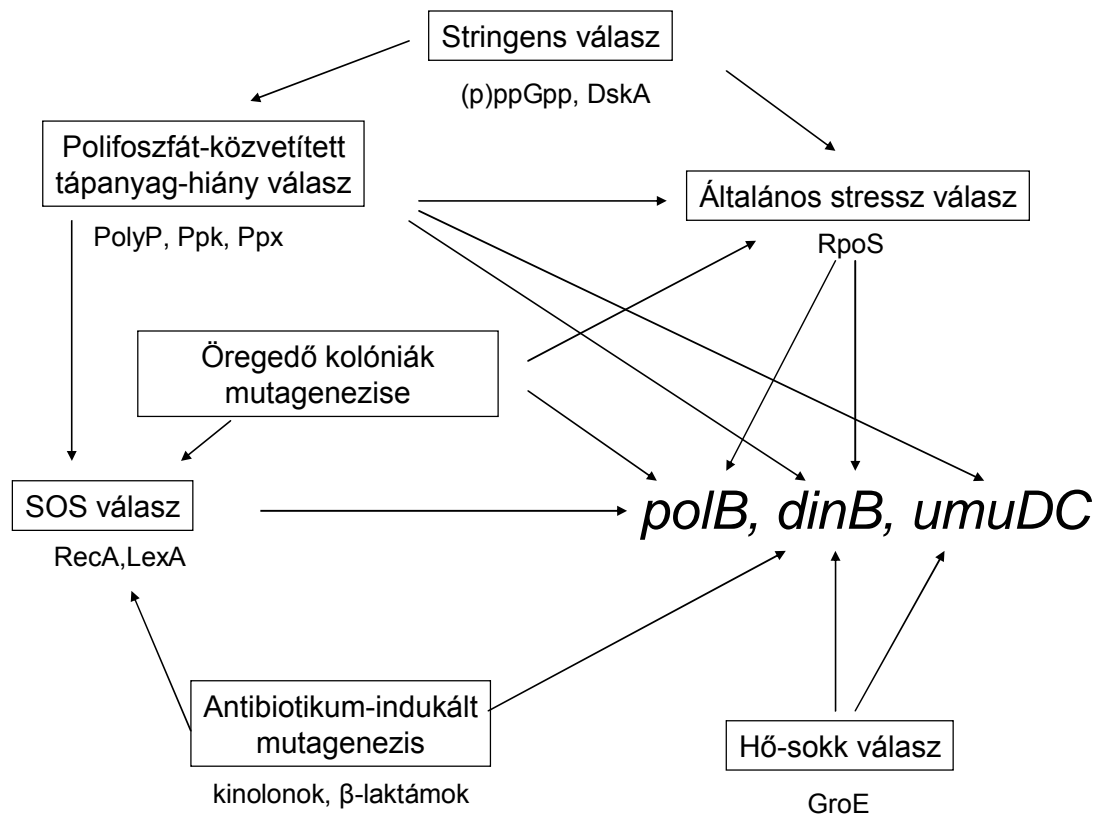 Stringens válasz
(p)ppGpp, DskA
Polifoszfát-közvetített
tápanyag-hiány válasz
PolyP, Ppk, Ppx
Általános stressz válasz
RpoS
Öregedő kolóniák
mutagenezise
SOS válasz
RecA,LexA
polB, dinB, umuDC
Antibiotikum-indukált
mutagenezis
kinolonok, β-laktámok
Hő-sokk válasz
GroE